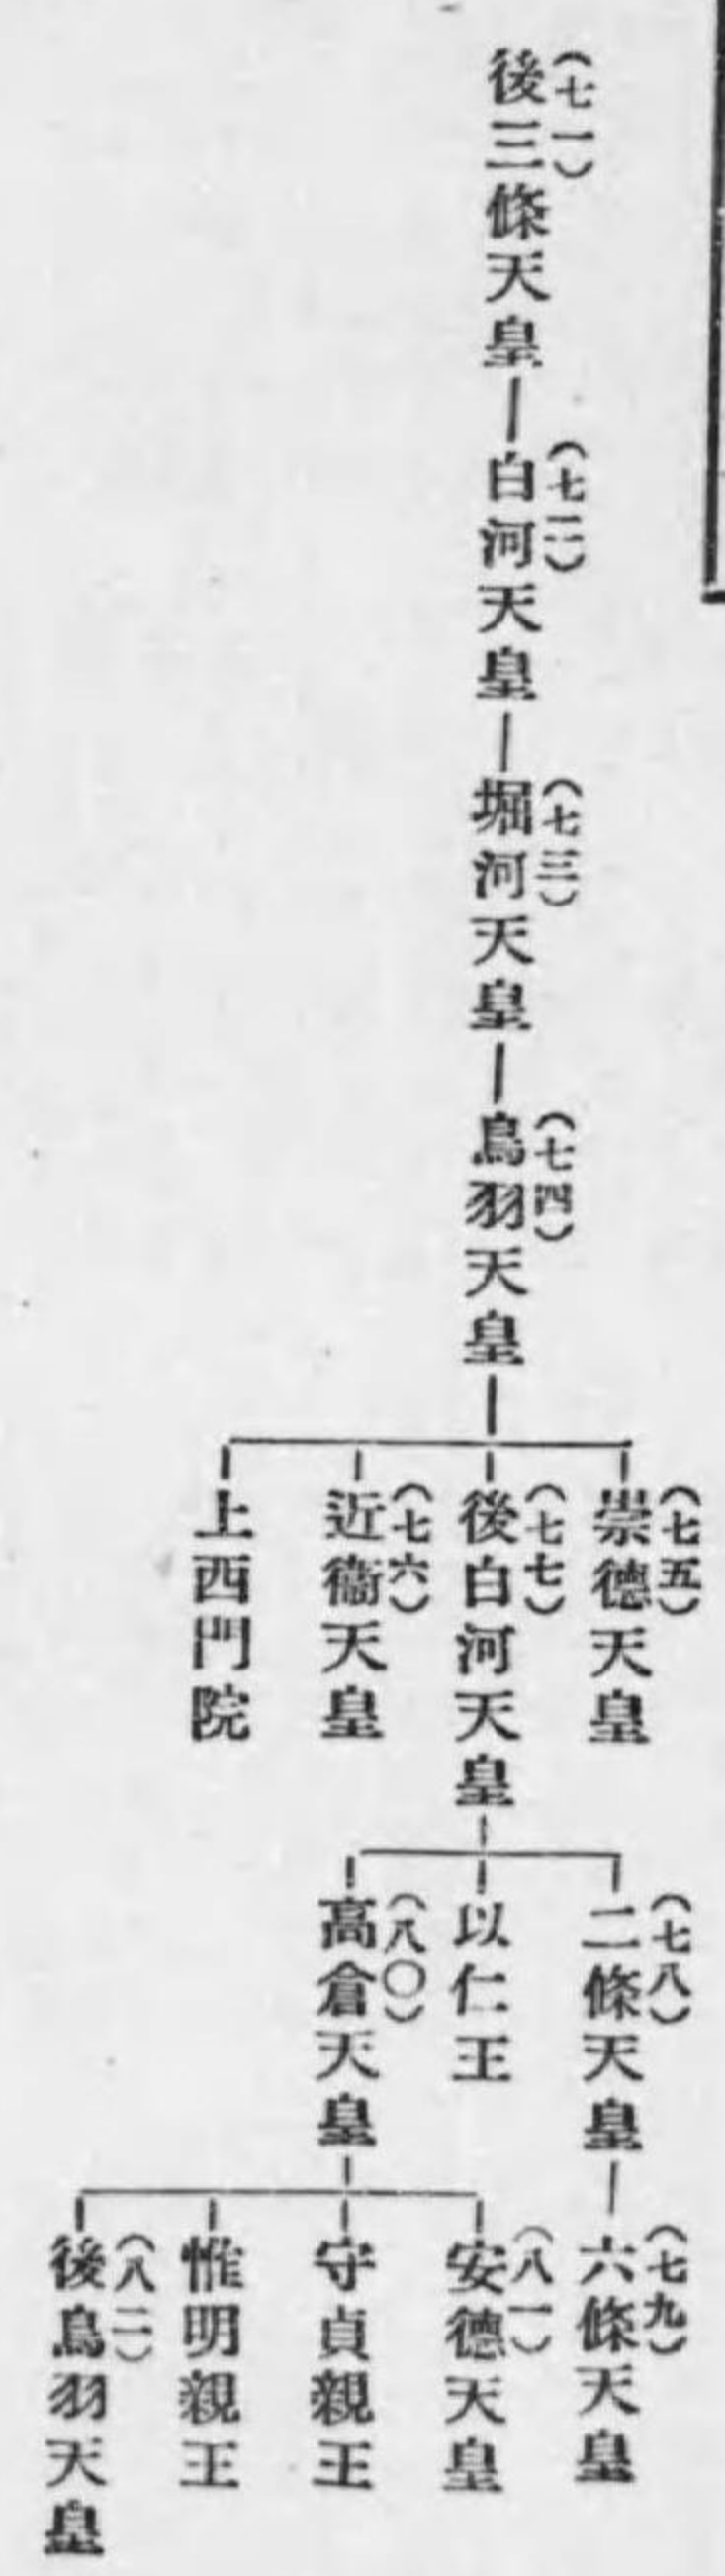 (七一)
後三條天皇
(七二)
白河天皇
(七三)
堀河天皇
(七四)
鳥羽天皇
(七五)
崇德天皇
(七七)
後白河天皇
(七六)
近衞天皇
上西門院
(七八)
二條天皇
以仁王
(八〇)
高倉天皇
(七九)
六條天皇
(八一)
安德天皇
守貞親王
惟明親王
(八二)
後鳥羽天皇